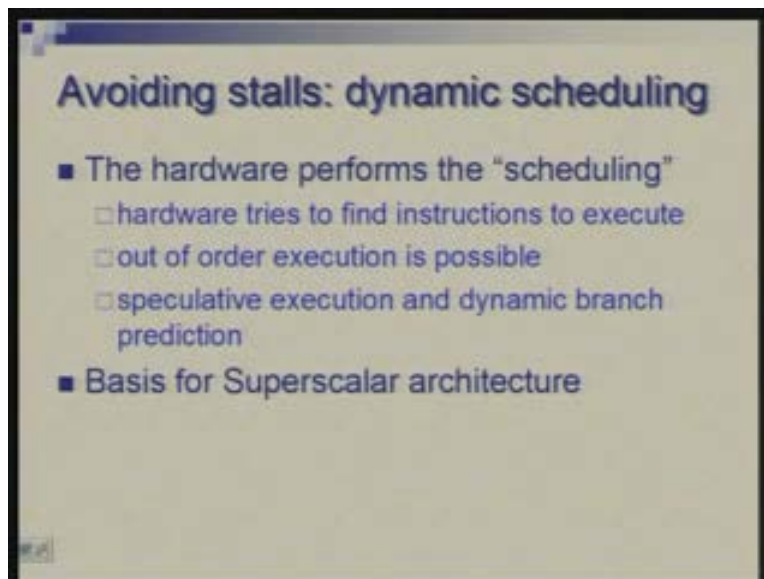 Avoiding stalls: dynamic scheduling
The hardware performs the "scheduling"
hardware tries to find instructions to execute
out of order execution is possible
speculative execution and dynamic branch
prediction
Basis for Superscalar architecture